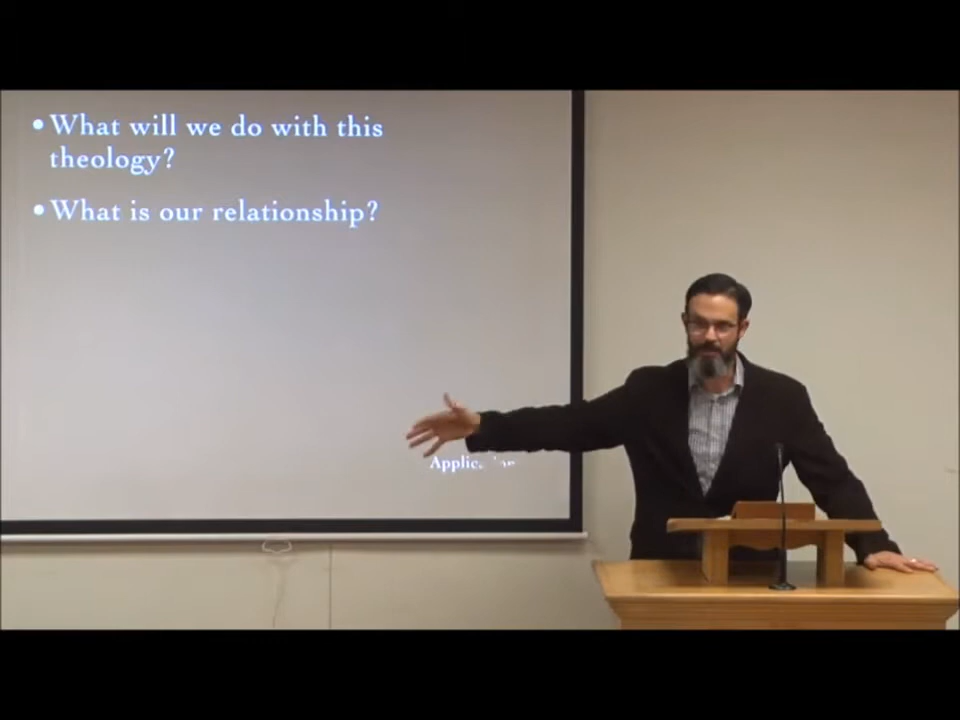 •What will we do with this
theology?
•What is our relationship?